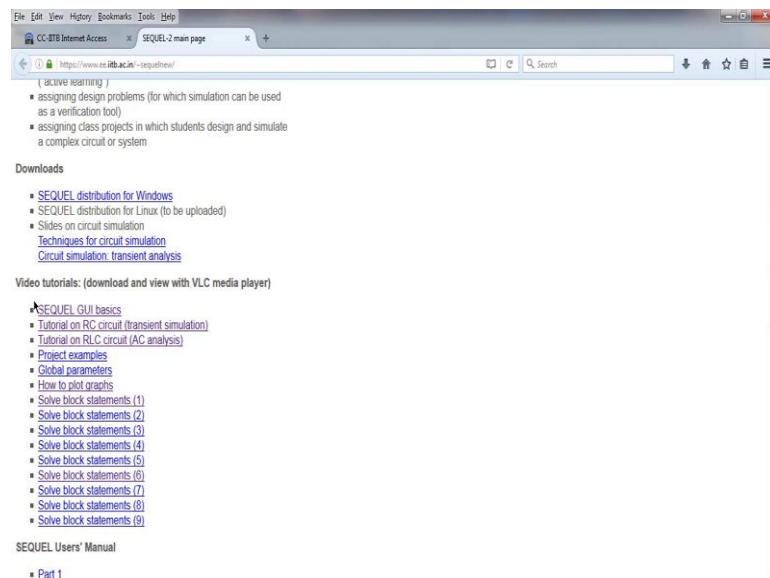 File Edit View History Bookmarks Tools Help
CC-IITB Internet Access x SEQUEL-2 main page x +
https://www.ee.iitb.ac.in/~sequelnew/ Search
("active learning")
assigning design problems (for which simulation can be used
as a verification tool)
assigning class projects in which students design and simulate
a complex circuit or system
Downloads
SEQUEL distribution for Windows
SEQUEL distribution for Linux (to be uploaded)
Slides on circuit simulation
Techniques for circuit simulation
Circuit simulation: transient analysis
Video tutorials: (download and view with VLC media player)
SEQUEL GUI basics
Tutorial on RC circuit (transient simulation)
Tutorial on RLC circuit (AC analysis)
Project examples
Global parameters
How to plot graphs
Solve block statements (1)
Solve block statements (2)
Solve block statements (3)
Solve block statements (4)
Solve block statements (5)
Solve block statements (6)
Solve block statements (7)
Solve block statements (8)
Solve block statements (9)
SEQUEL Users' Manual
Part 1